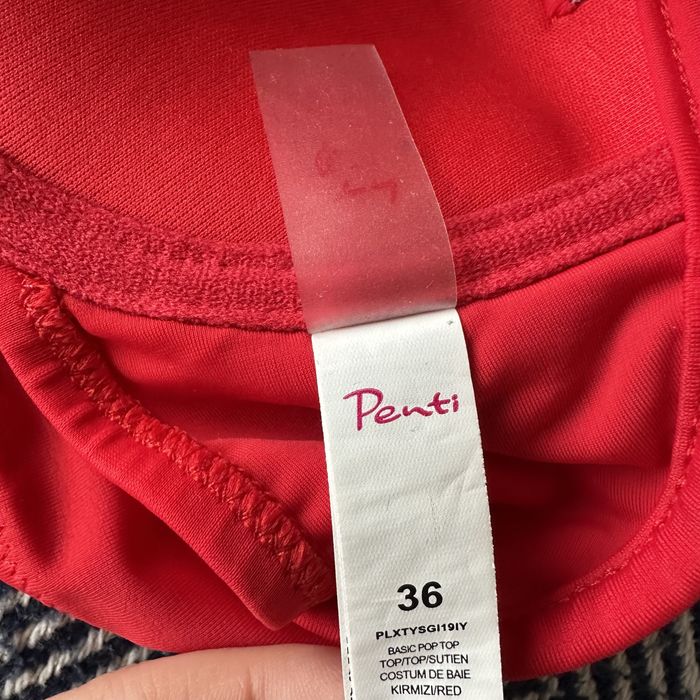 Penti
36
PLXTYSGI19IY
BASIC POP TOP
TOP/TOP/SUTIEN
COSTUM DE BAIE
KIRMIZI/RED